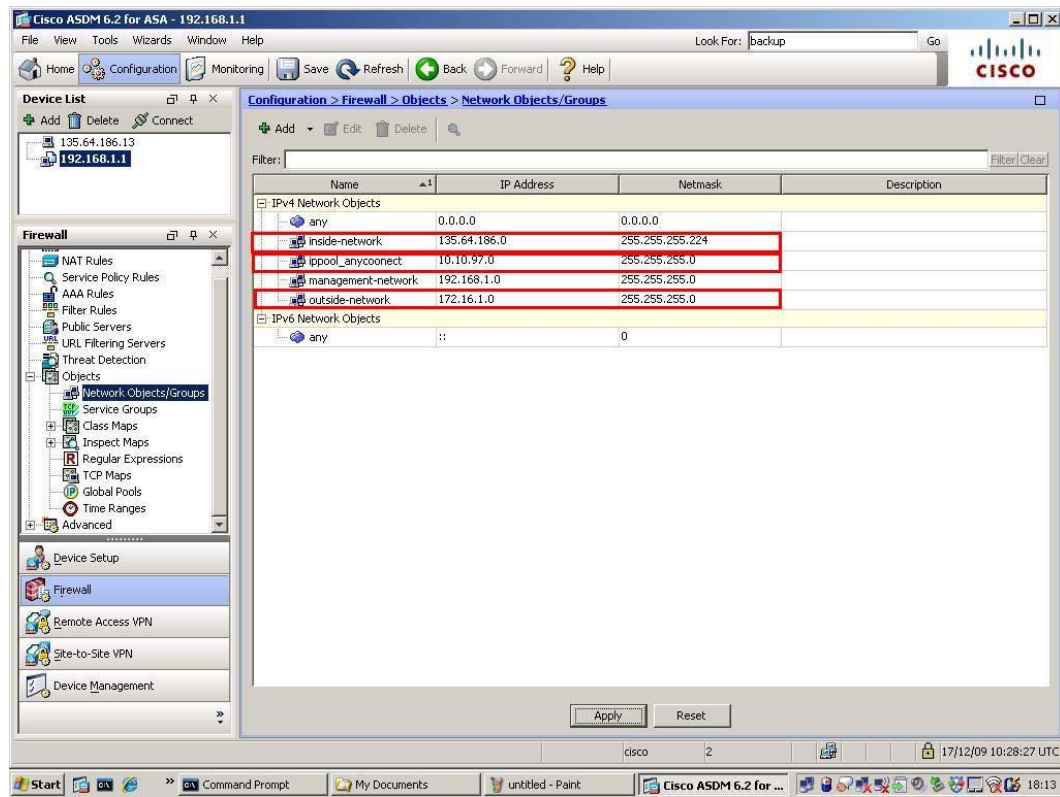 Cisco ASDM 6.2 for ASA - 192.168.1.1
File View Tools Wizards Window Help
Look For: backup Go
Home Configuration Monitoring Save Refresh Back Forward Help
CISCO
Device List
Add Delete Connect
135.64.186.13
192.168.1.1
Configuration > Firewall > Objects > Network Objects/Groups
Add Edit Delete
Filter: Filter Clear
Name 1 IP Address Netmask Description
IPv4 Network Objects
any 0.0.0.0 0.0.0.0
inside-network 135.64.186.0 255.255.255.224
ippool_anycoonect 10.10.97.0 255.255.255.0
management-network 192.168.1.0 255.255.255.0
outside-network 172.16.1.0 255.255.255.0
IPv6 Network Objects
any :: 0
Firewall
NAT Rules
Service Policy Rules
AAA Rules
Filter Rules
Public Servers
URL Filtering Servers
Threat Detection
Objects
Network Objects/Groups
Service Groups
Class Maps
Inspect Maps
Regular Expressions
TCP Maps
Global Pools
Time Ranges
Advanced
Device Setup
Firewall
Remote Access VPN
Site-to-Site VPN
Device Management
Apply Reset
cisco 2 17/12/09 10:28:27 UTC
Start Command Prompt My Documents untitled - Paint Cisco ASDM 6.2 for ... 18:13